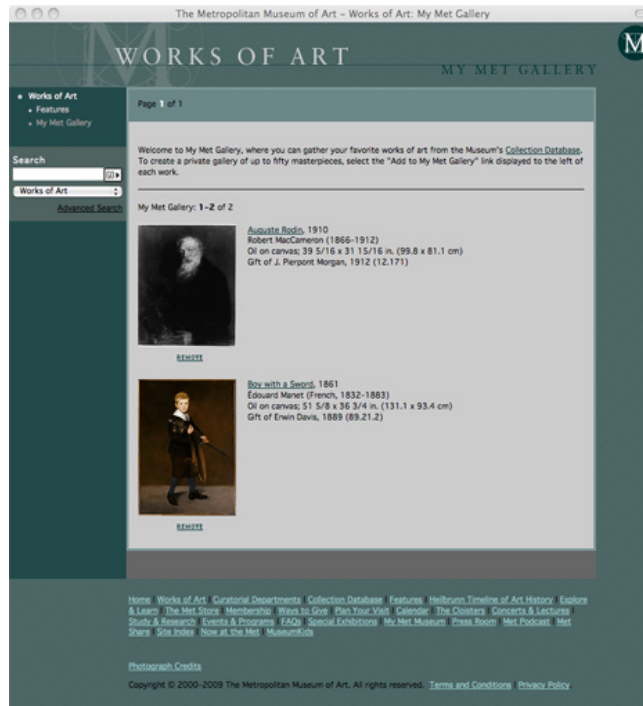 The Metropolitan Museum of Art – Works of Art: My Met Gallery
WORKS OF ART
M
MY MET GALLERY
Works of Art
Features
My Met Gallery
Search
Works of Art
Advanced Search
Page 1 of 1
Welcome to My Met Gallery, where you can gather your favorite works of art from the Museum's Collection Database.
To create a private gallery of up to fifty masterpieces, select the "Add to My Met Gallery" link displayed to the left of
each work.
My Met Gallery: 1–2 of 2
Auguste Rodin, 1910
Robert MacCameron (1866–1912)
Oil on canvas; 39 5/16 x 31 15/16 in. (99.8 x 81.1 cm)
Gift of J. Pierpont Morgan, 1912 (12.171)
REMOVE
Boy with a Sword, 1861
Édouard Manet (French, 1832–1883)
Oil on canvas; 51 5/8 x 36 3/4 in. (131.1 x 93.4 cm)
Gift of Erwin Davis, 1889 (89.21.2)
REMOVE
Home | Works of Art | Curatorial Departments | Collection Database | Features | Heilbrunn Timeline of Art History | Explore
& Learn | The Met Store | Membership | Ways to Give | Plan Your Visit | Calendar | The Cloisters | Concerts & Lectures |
Study & Research | Events & Programs | FAQs | Special Exhibitions | My Met Museum | Press Room | Met Podcast | Met
Share | Site Index | Now at the Met | MuseumKids
Photograph Credits
Copyright © 2000–2009 The Metropolitan Museum of Art. All rights reserved. Terms and Conditions | Privacy Policy